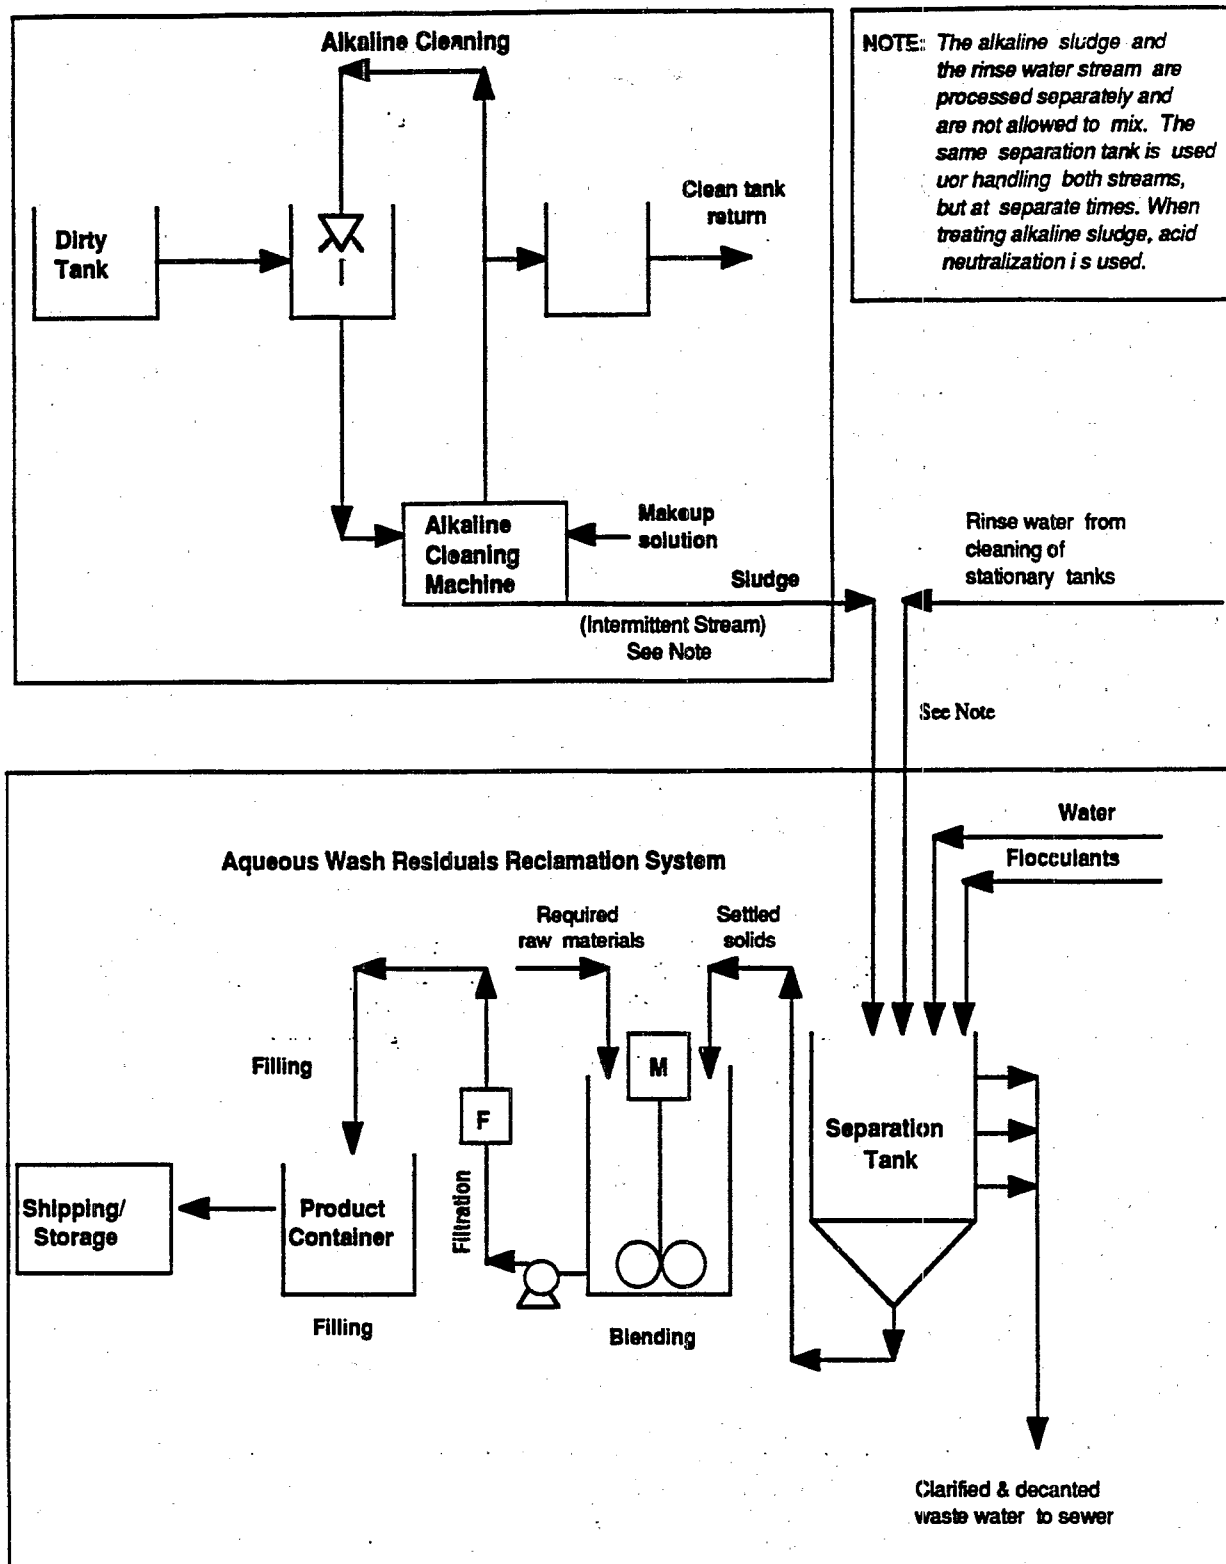 Alkaline Cleaning
NOTE: The alkaline sludge and
the rinse water stream are
processed separately and
are not allowed to mix. The
same separation tank is used
uor handling both streams,
but at separate times. When
treating alkaline sludge, acid
neutralization i s used.
Dirty
Tank
Clean tank
return
Alkaline
Cleaning
Machine
Makeup
solution
Sludge
(Intermittent Stream)
See Note
Rinse water from
cleaning of
stationary tanks
See Note
Water
Flocculants
Aqueous Wash Residuals Reclamation System
Required
raw materials
Settled
solids
Filling
F
M
Filtration
Separation
Tank
Shipping/
Storage
Product
Container
Filling
Blending
Clarified & decanted
waste water to sewer